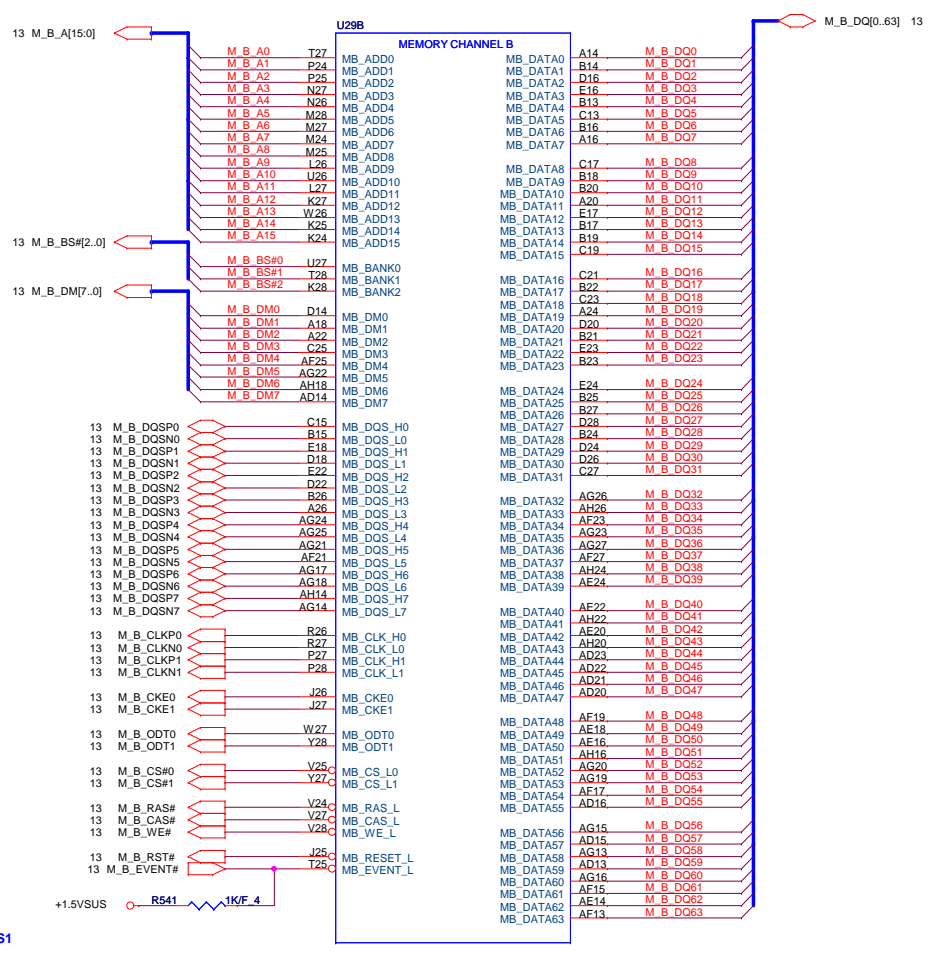 U29B
MEMORY CHANNEL B
13 M_B_A[15:0]
M_B_DQ[0..63] 13
M_B_A0 T27 MB_ADD0
M_B_A1 P24 MB_ADD1
M_B_A2 P25 MB_ADD2
M_B_A3 N27 MB_ADD3
M_B_A4 N26 MB_ADD4
M_B_A5 M28 MB_ADD5
M_B_A6 M27 MB_ADD6
M_B_A7 M24 MB_ADD7
M_B_A8 M25 MB_ADD8
M_B_A9 L26 MB_ADD9
M_B_A10 U26 MB_ADD10
M_B_A11 L27 MB_ADD11
M_B_A12 K27 MB_ADD12
M_B_A13 W26 MB_ADD13
M_B_A14 K25 MB_ADD14
M_B_A15 K24 MB_ADD15
13 M_B_BS#[2..0]
M_B_BS#0 U27 MB_BANK0
M_B_BS#1 T28 MB_BANK1
M_B_BS#2 K28 MB_BANK2
13 M_B_DM[7..0]
M_B_DM0 D14 MB_DM0
M_B_DM1 A18 MB_DM1
M_B_DM2 A22 MB_DM2
M_B_DM3 C25 MB_DM3
M_B_DM4 AF25 MB_DM4
M_B_DM5 AG22 MB_DM5
M_B_DM6 AH18 MB_DM6
M_B_DM7 AD14 MB_DM7
13 M_B_DQSP0 C15 MB_DQS_H0
13 M_B_DQSN0 B15 MB_DQS_L0
13 M_B_DQSP1 E18 MB_DQS_H1
13 M_B_DQSN1 D18 MB_DQS_L1
13 M_B_DQSP2 E22 MB_DQS_H2
13 M_B_DQSN2 D22 MB_DQS_L2
13 M_B_DQSP3 B26 MB_DQS_H3
13 M_B_DQSN3 A26 MB_DQS_L3
13 M_B_DQSP4 AG24 MB_DQS_H4
13 M_B_DQSN4 AG25 MB_DQS_L4
13 M_B_DQSP5 AG21 MB_DQS_H5
13 M_B_DQSN5 AF21 MB_DQS_L5
13 M_B_DQSP6 AG17 MB_DQS_H6
13 M_B_DQSN6 AG18 MB_DQS_L6
13 M_B_DQSP7 AH14 MB_DQS_H7
13 M_B_DQSN7 AG14 MB_DQS_L7
13 M_B_CLKP0 R26 MB_CLK_H0
13 M_B_CLKN0 R27 MB_CLK_L0
13 M_B_CLKP1 P27 MB_CLK_H1
13 M_B_CLKN1 P28 MB_CLK_L1
13 M_B_CKE0 J26 MB_CKE0
13 M_B_CKE1 J27 MB_CKE1
13 M_B_ODT0 W27 MB_ODT0
13 M_B_ODT1 Y28 MB_ODT1
13 M_B_CS#0 V25 MB_CS_L0
13 M_B_CS#1 Y27 MB_CS_L1
13 M_B_RAS# V24 MB_RAS_L
13 M_B_CAS# V27 MB_CAS_L
13 M_B_WE# V28 MB_WE_L
13 M_B_RST# J25 MB_RESET_L
13 M_B_EVENT# T25 MB_EVENT_L
+1.5VSUS R541 1K/F_4
S1
MB_DATA0 A14 M_B_DQ0
MB_DATA1 B14 M_B_DQ1
MB_DATA2 D16 M_B_DQ2
MB_DATA3 E16 M_B_DQ3
MB_DATA4 B13 M_B_DQ4
MB_DATA5 C13 M_B_DQ5
MB_DATA6 B16 M_B_DQ6
MB_DATA7 A16 M_B_DQ7
MB_DATA8 C17 M_B_DQ8
MB_DATA9 B18 M_B_DQ9
MB_DATA10 B20 M_B_DQ10
MB_DATA11 A20 M_B_DQ11
MB_DATA12 E17 M_B_DQ12
MB_DATA13 B17 M_B_DQ13
MB_DATA14 B19 M_B_DQ14
MB_DATA15 C19 M_B_DQ15
MB_DATA16 C21 M_B_DQ16
MB_DATA17 B22 M_B_DQ17
MB_DATA18 C23 M_B_DQ18
MB_DATA19 A24 M_B_DQ19
MB_DATA20 D20 M_B_DQ20
MB_DATA21 B21 M_B_DQ21
MB_DATA22 E23 M_B_DQ22
MB_DATA23 B23 M_B_DQ23
MB_DATA24 E24 M_B_DQ24
MB_DATA25 B25 M_B_DQ25
MB_DATA26 B27 M_B_DQ26
MB_DATA27 D28 M_B_DQ27
MB_DATA28 B24 M_B_DQ28
MB_DATA29 D24 M_B_DQ29
MB_DATA30 D26 M_B_DQ30
MB_DATA31 C27 M_B_DQ31
MB_DATA32 AG26 M_B_DQ32
MB_DATA33 AH26 M_B_DQ33
MB_DATA34 AF23 M_B_DQ34
MB_DATA35 AG23 M_B_DQ35
MB_DATA36 AG27 M_B_DQ36
MB_DATA37 AF27 M_B_DQ37
MB_DATA38 AH24 M_B_DQ38
MB_DATA39 AE24 M_B_DQ39
MB_DATA40 AE22 M_B_DQ40
MB_DATA41 AH22 M_B_DQ41
MB_DATA42 AE20 M_B_DQ42
MB_DATA43 AH20 M_B_DQ43
MB_DATA44 AD23 M_B_DQ44
MB_DATA45 AD22 M_B_DQ45
MB_DATA46 AD21 M_B_DQ46
MB_DATA47 AD20 M_B_DQ47
MB_DATA48 AF19 M_B_DQ48
MB_DATA49 AE18 M_B_DQ49
MB_DATA50 AE16 M_B_DQ50
MB_DATA51 AH16 M_B_DQ51
MB_DATA52 AG20 M_B_DQ52
MB_DATA53 AG19 M_B_DQ53
MB_DATA54 AF17 M_B_DQ54
MB_DATA55 AD16 M_B_DQ55
MB_DATA56 AG15 M_B_DQ56
MB_DATA57 AD15 M_B_DQ57
MB_DATA58 AG13 M_B_DQ58
MB_DATA59 AD13 M_B_DQ59
MB_DATA60 AG16 M_B_DQ60
MB_DATA61 AF15 M_B_DQ61
MB_DATA62 AE14 M_B_DQ62
MB_DATA63 AF13 M_B_DQ63